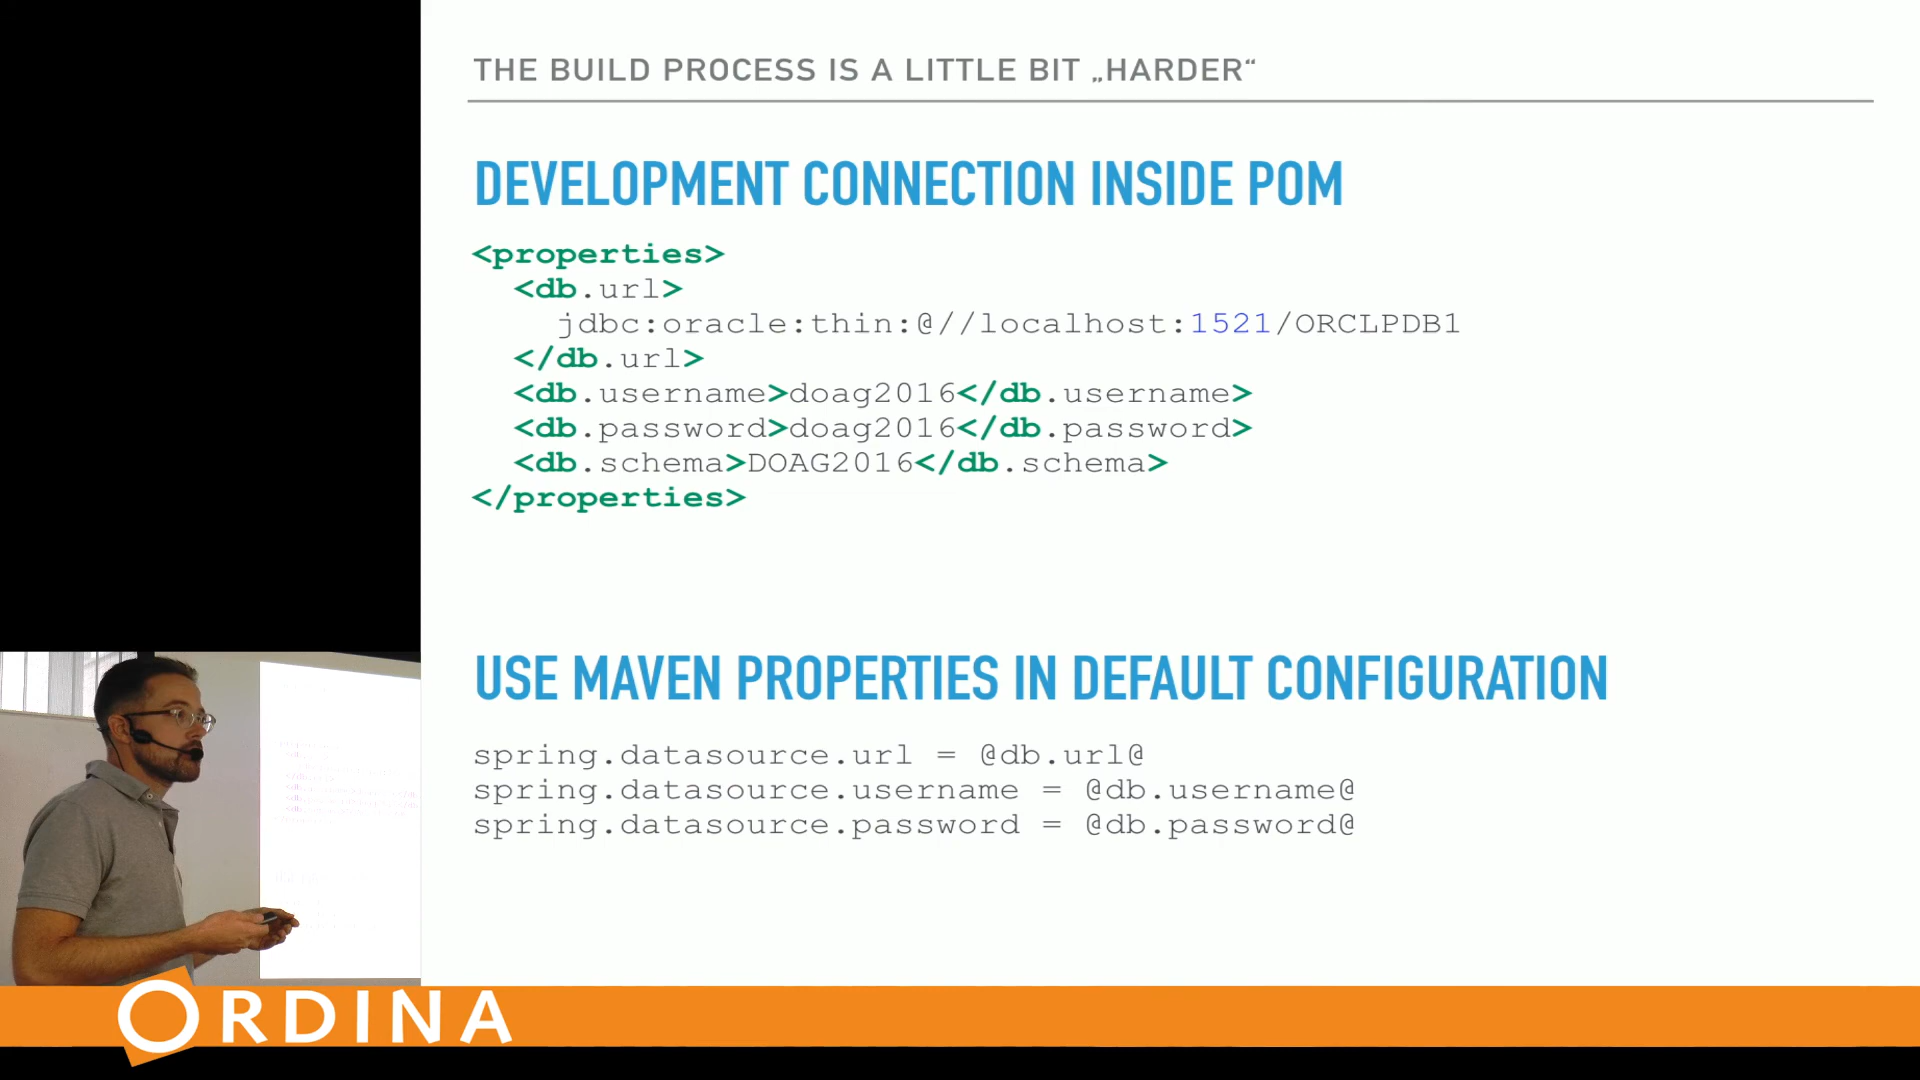 THE BUILD PROCESS IS A LITTLE BIT „HARDER“
DEVELOPMENT CONNECTION INSIDE POM
<properties>
<db.url>
jdbc:oracle:thin:@//localhost:1521/ORCLPDB1
</db.url>
<db.username>doag2016</db.username>
<db.password>doag2016</db.password>
<db.schema>DOAG2016</db.schema>
</properties>
USE MAVEN PROPERTIES IN DEFAULT CONFIGURATION
spring.datasource.url = @db.url@
spring.datasource.username = @db.username@
spring.datasource.password = @db.password@
ORDINA